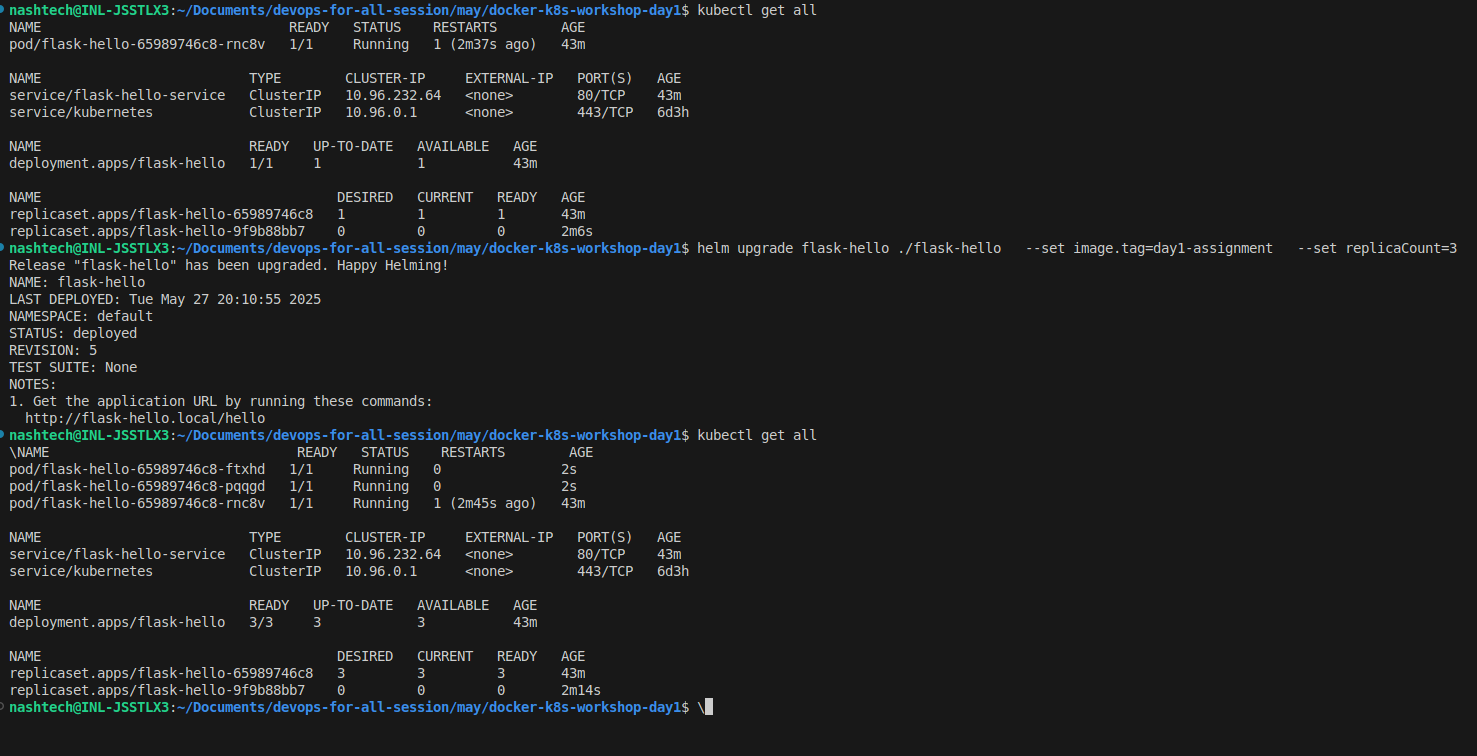 nashtech@INL-JSSTLX3:~/Documents/devops-for-all-session/may/docker-k8s-workshop-day1$ kubectl get all
NAME                               READY   STATUS    RESTARTS        AGE
pod/flask-hello-65989746c8-rnc8v   1/1     Running   1 (2m37s ago)   43m

NAME                          TYPE        CLUSTER-IP     EXTERNAL-IP   PORT(S)   AGE
service/flask-hello-service   ClusterIP   10.96.232.64   <none>        80/TCP    43m
service/kubernetes            ClusterIP   10.96.0.1      <none>        443/TCP   6d3h

NAME                          READY   UP-TO-DATE   AVAILABLE   AGE
deployment.apps/flask-hello   1/1     1            1           43m

NAME                                     DESIRED   CURRENT   READY   AGE
replicaset.apps/flask-hello-65989746c8   1         1         1       43m
replicaset.apps/flask-hello-9f9b88bb7    0         0         0       2m6s
nashtech@INL-JSSTLX3:~/Documents/devops-for-all-session/may/docker-k8s-workshop-day1$ helm upgrade flask-hello ./flask-hello   --set image.tag=day1-assignment   --set replicaCount=3
Release "flask-hello" has been upgraded. Happy Helming!
NAME: flask-hello
LAST DEPLOYED: Tue May 27 20:10:55 2025
NAMESPACE: default
STATUS: deployed
REVISION: 5
TEST SUITE: None
NOTES:
1. Get the application URL by running these commands:
  http://flask-hello.local/hello
nashtech@INL-JSSTLX3:~/Documents/devops-for-all-session/may/docker-k8s-workshop-day1$ kubectl get all
\NAME                               READY   STATUS    RESTARTS        AGE
pod/flask-hello-65989746c8-ftxhd   1/1     Running   0               2s
pod/flask-hello-65989746c8-pqqgd   1/1     Running   0               2s
pod/flask-hello-65989746c8-rnc8v   1/1     Running   1 (2m45s ago)   43m

NAME                          TYPE        CLUSTER-IP     EXTERNAL-IP   PORT(S)   AGE
service/flask-hello-service   ClusterIP   10.96.232.64   <none>        80/TCP    43m
service/kubernetes            ClusterIP   10.96.0.1      <none>        443/TCP   6d3h

NAME                          READY   UP-TO-DATE   AVAILABLE   AGE
deployment.apps/flask-hello   3/3     3            3           43m

NAME                                     DESIRED   CURRENT   READY   AGE
replicaset.apps/flask-hello-65989746c8   3         3         3       43m
replicaset.apps/flask-hello-9f9b88bb7    0         0         0       2m14s
nashtech@INL-JSSTLX3:~/Documents/devops-for-all-session/may/docker-k8s-workshop-day1$ \